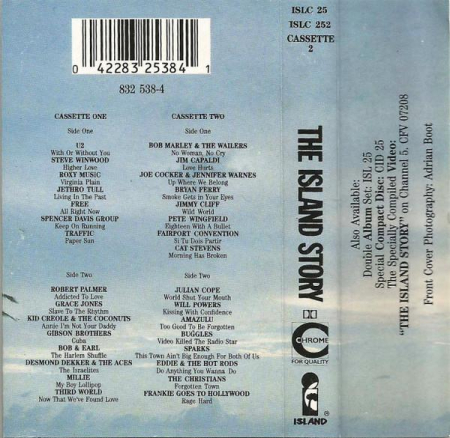 0 42283 25384 1
832 538-4
CASSETTE ONE
Side One
U2
With Or Without You
STEVE WINWOOD
Higher Love
ROXY MUSIC
Virginia Plain
JETHRO TULL
Living In The Past
FREE
All Right Now
SPENCER DAVIS GROUP
Keep On Running
TRAFFIC
Paper Sun
Side Two
ROBERT PALMER
Addicted To Love
GRACE JONES
Slave To The Rhythm
KID CREOLE & THE COCONUTS
Annie I'm Not Your Daddy
GIBSON BROTHERS
Cuba
BOB & EARL
The Harlem Shuffle
DESMOND DEKKER & THE ACES
The Israelites
MILLIE
My Boy Lollipop
THIRD WORLD
Now That We've Found Love
CASSETTE TWO
Side One
BOB MARLEY & THE WAILERS
No Woman, No Cry
JIM CAPALDI
Love Hurts
JOE COCKER & JENNIFER WARNES
Up Where We Belong
BRYAN FERRY
Smoke Gets in Your Eyes
JIMMY CLIFF
Wild World
PETE WINGFIELD
Eighteen With A Bullet
FAIRPORT CONVENTION
Si Tu Dois Partir
CAT STEVENS
Morning Has Broken
Side Two
JULIAN COPE
World Shut Your Mouth
WILL POWERS
Kissing With Confidence
AMAZULU
Too Good To Be Forgotten
BUGGLES
Video Killed The Radio Star
SPARKS
This Town Ain't Big Enough For Both Of Us
EDDIE & THE HOT RODS
Do Anything You Wanna Do
THE CHRISTIANS
Forgotten Town
FRANKIE GOES TO HOLLYWOOD
Rage Hard
ISLC 25
ISLC 252
CASSETTE
2
THE ISLAND STORY
CHROME
FOR QUALITY
ISLAND
®
Also Available:
Double Album Set: ISL 25
Special Compact Disc: CID 25
The Specially Compiled Video:
"THE ISLAND STORY" on Channel 5. CFV 07208
Front Cover Photography: Adrian Boot